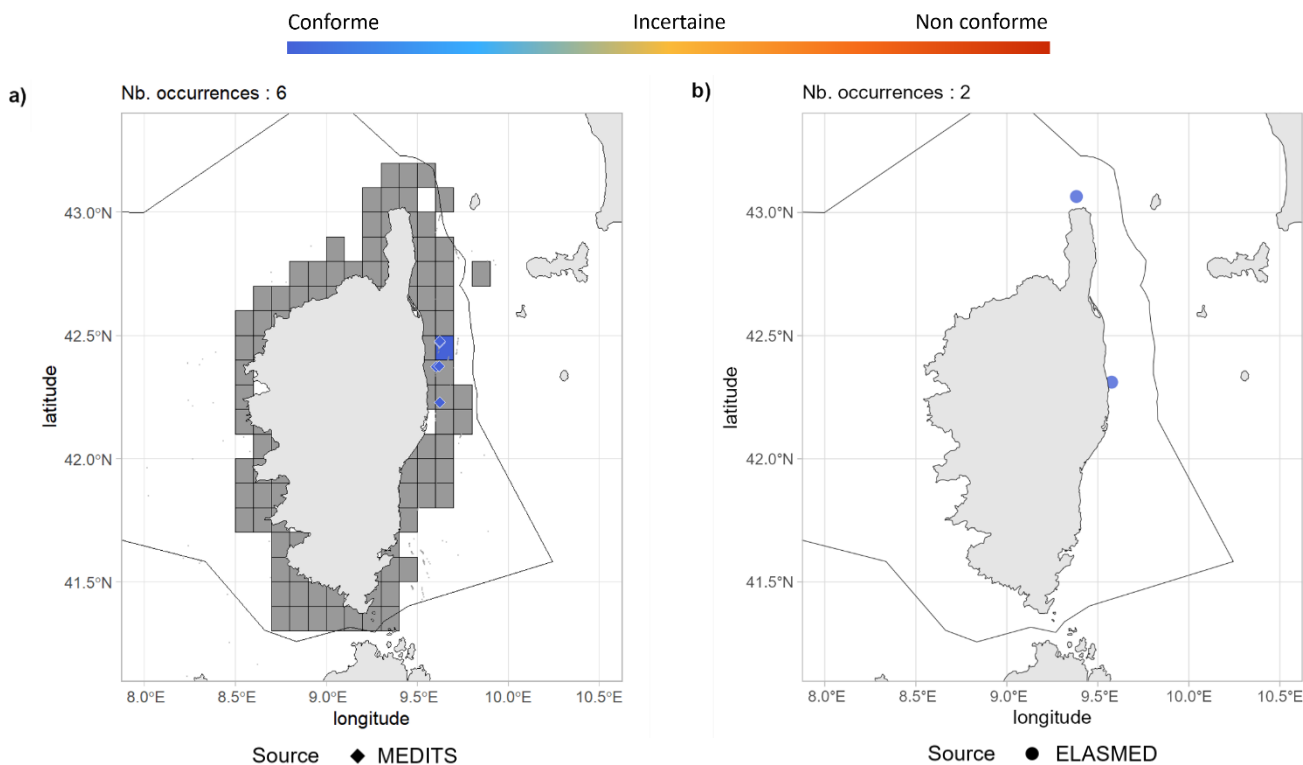 Conforme Incertaine Non conforme
a) Nb. occurrences : 6
43.0°N
42.5°N
42.0°N
41.5°N
latitude
8.0°E 8.5°E 9.0°E 9.5°E 10.0°E 10.5°E
longitude
Source MEDITS
b) Nb. occurrences : 2
43.0°N
42.5°N
42.0°N
41.5°N
latitude
8.0°E 8.5°E 9.0°E 9.5°E 10.0°E 10.5°E
longitude
Source ELASMED